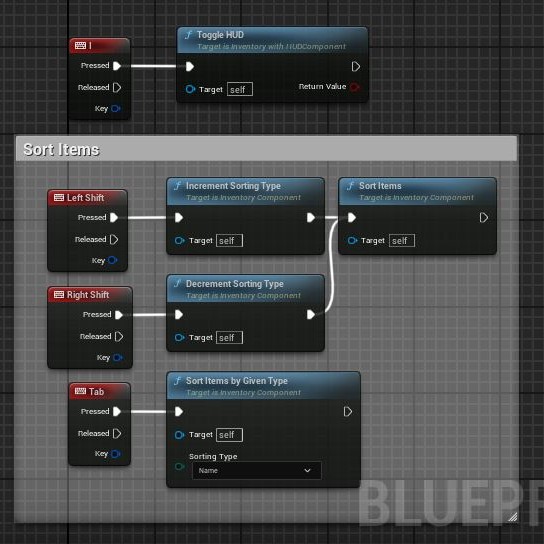 I
Pressed
Released
Key
Toggle HUD
Target is Inventory with HUDComponent
Target self
Return Value
Sort Items
Left Shift
Pressed
Released
Key
Increment Sorting Type
Target is Inventory Component
Target self
Sort Items
Target is Inventory Component
Target self
Right Shift
Pressed
Released
Key
Decrement Sorting Type
Target is Inventory Component
Target self
Tab
Pressed
Released
Key
Sort Items by Given Type
Target is Inventory Component
Target self
Sorting Type
Name
BLUEPR